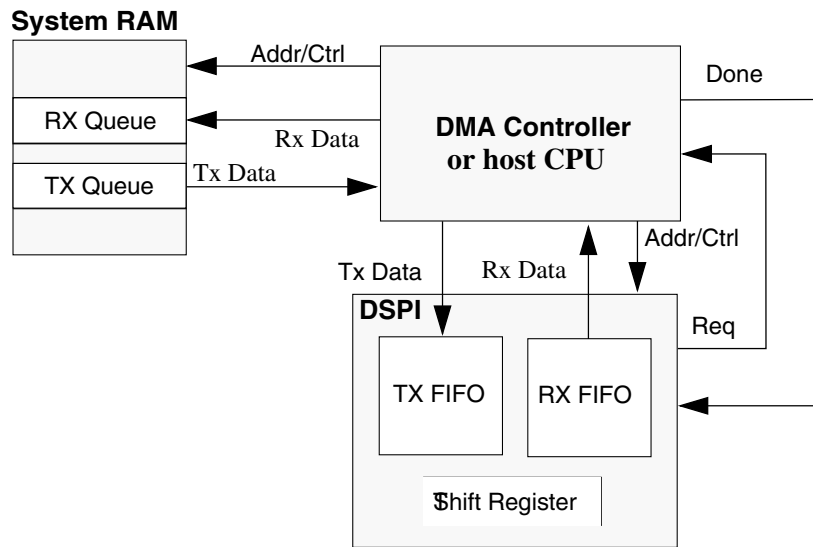 System RAM
Addr/Ctrl
Done
RX Queue
Rx Data
DMA Controller
or host CPU
TX Queue
Tx Data
Tx Data
Rx Data
Addr/Ctrl
DSPI
Req
TX FIFO
RX FIFO
Shift Register